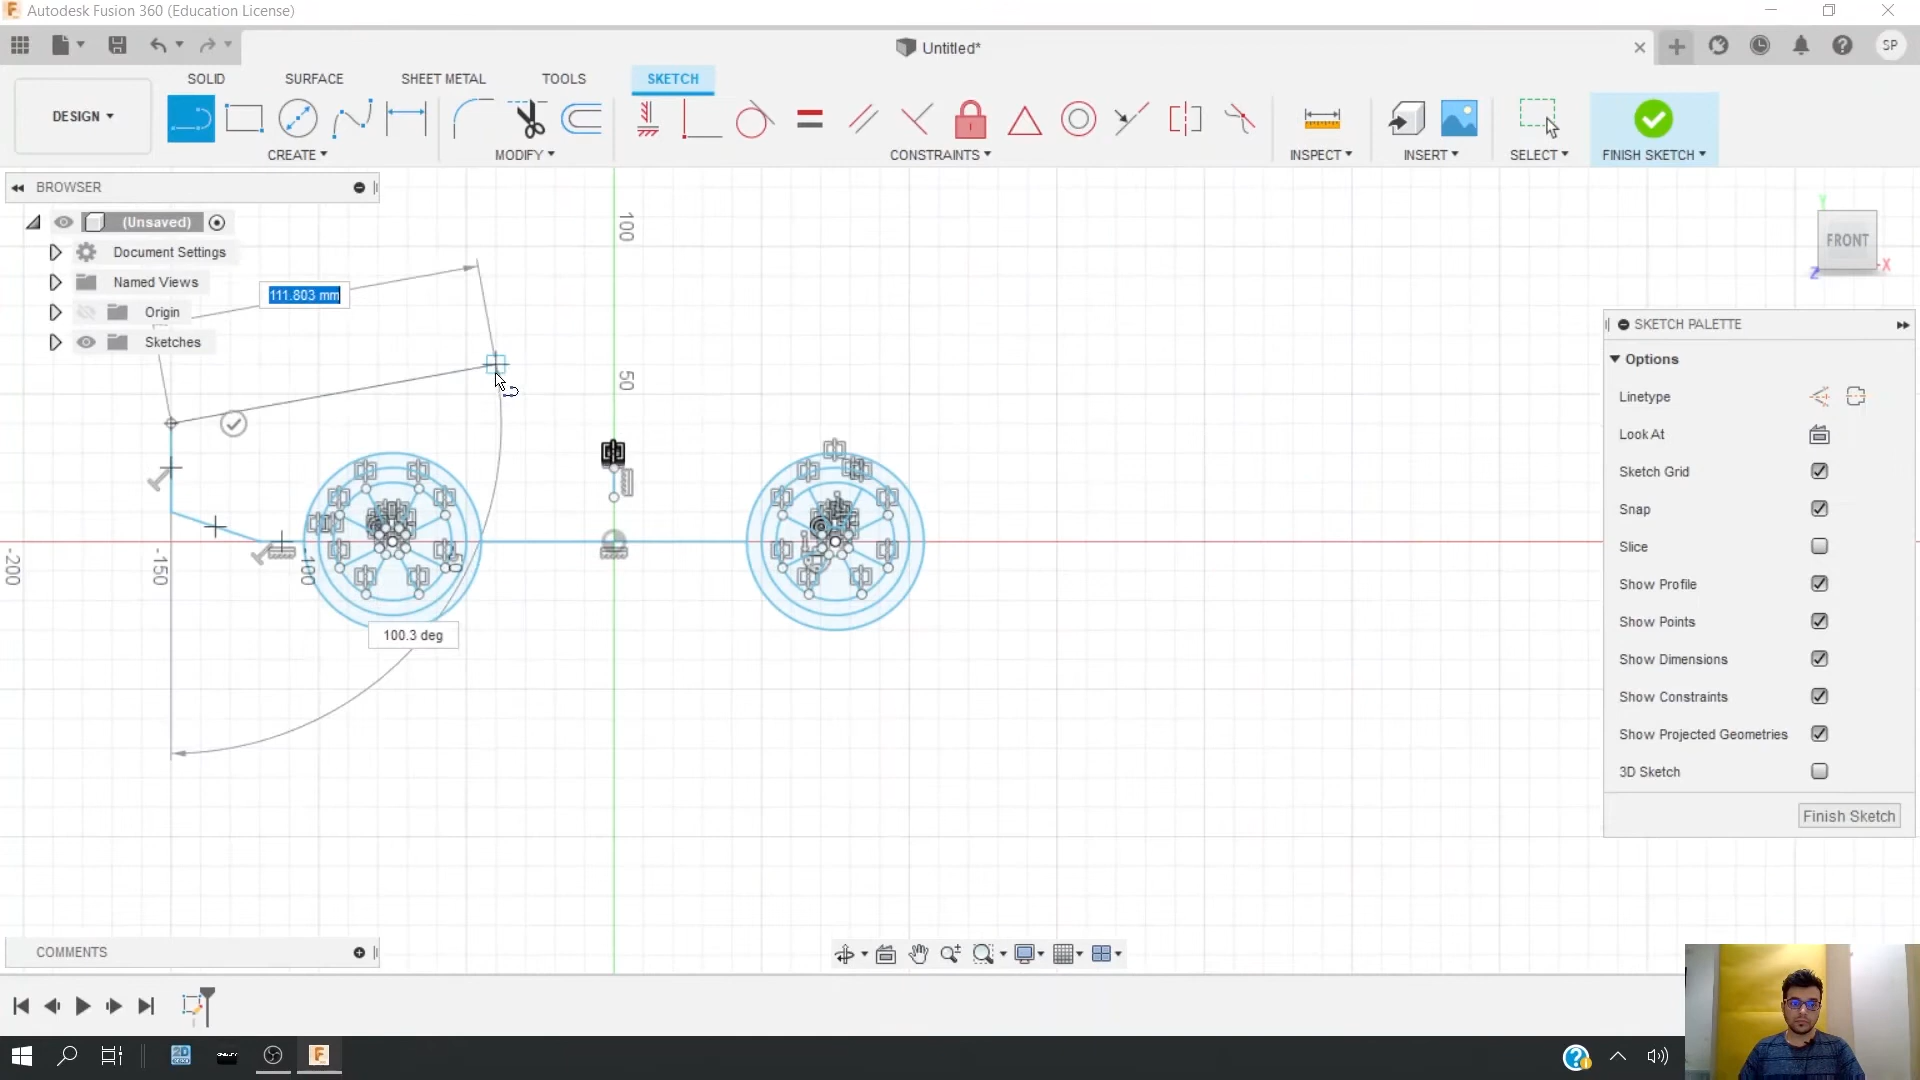 Autodesk Fusion 360 (Education License)
Untitled*
SP
SOLID
SURFACE
SHEET METAL
TOOLS
SKETCH
DESIGN
CREATE
MODIFY
CONSTRAINTS
INSPECT
INSERT
SELECT
FINISH SKETCH
BROWSER
(Unsaved)
Document Settings
Named Views
Origin
Sketches
111.803 mm
100
50
-200
-150
-100
100.3 deg
FRONT
Y
X
Z
SKETCH PALETTE
Options
Linetype
Look At
Sketch Grid
Snap
Slice
Show Profile
Show Points
Show Dimensions
Show Constraints
Show Projected Geometries
3D Sketch
Finish Sketch
COMMENTS